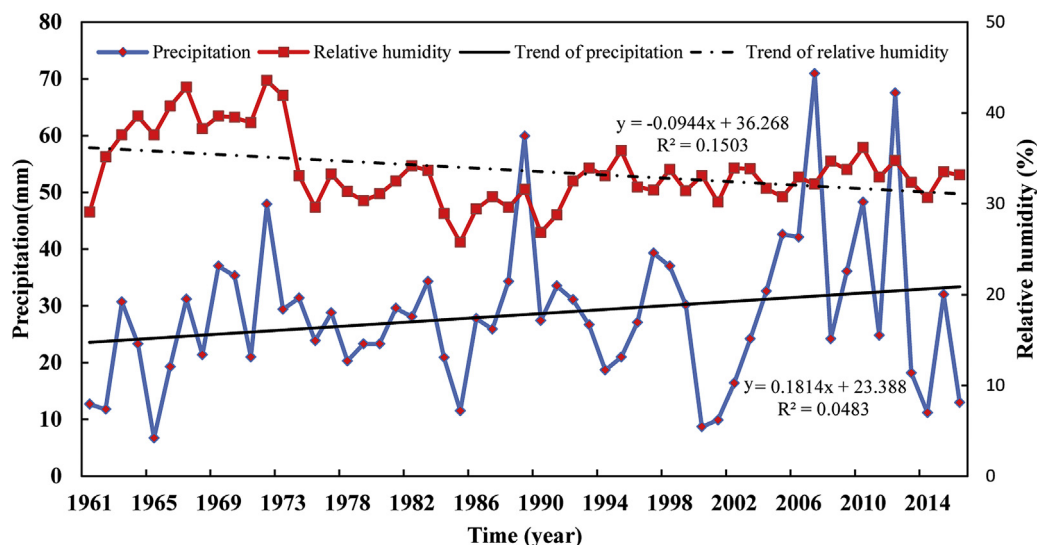 Precipitation Relative humidity Trend of precipitation Trend of relative humidity
80
70
60
50
40
30
20
10
0
Precipitation(mm)
50
40
30
20
10
0
Relative humidity (%)
y = -0.0944x + 36.268
R² = 0.1503
y = 0.1814x + 23.388
R² = 0.0483
1961 1965 1969 1973 1978 1982 1986 1990 1994 1998 2002 2006 2010 2014
Time (year)